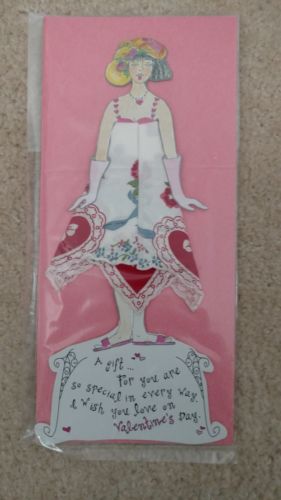 A gift...
for you are
so special in every way.
I wish you love on
Valentine's Day.